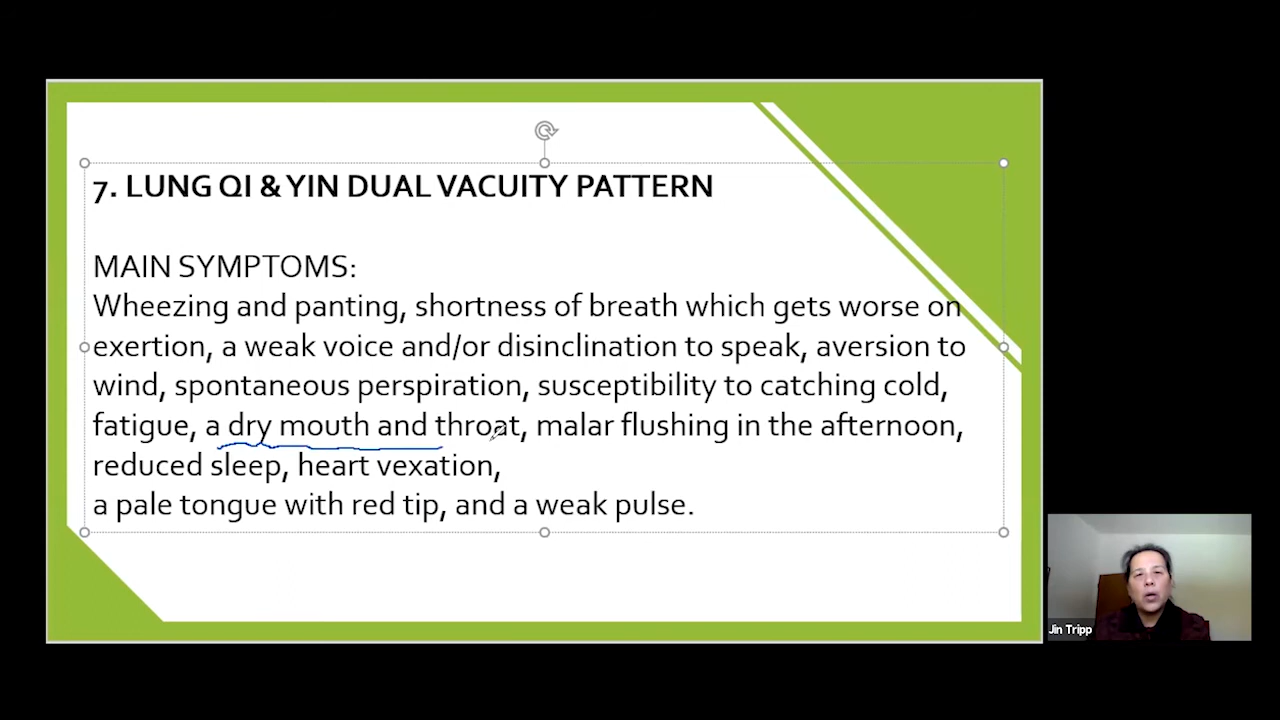 7. LUNG QI & YIN DUAL VACUITY PATTERN
MAIN SYMPTOMS:
Wheezing and panting, shortness of breath which gets worse on
exertion, a weak voice and/or disinclination to speak, aversion to
wind, spontaneous perspiration, susceptibility to catching cold,
fatigue, a dry mouth and throat, malar flushing in the afternoon,
reduced sleep, heart vexation,
a pale tongue with red tip, and a weak pulse.
Jin Tripp